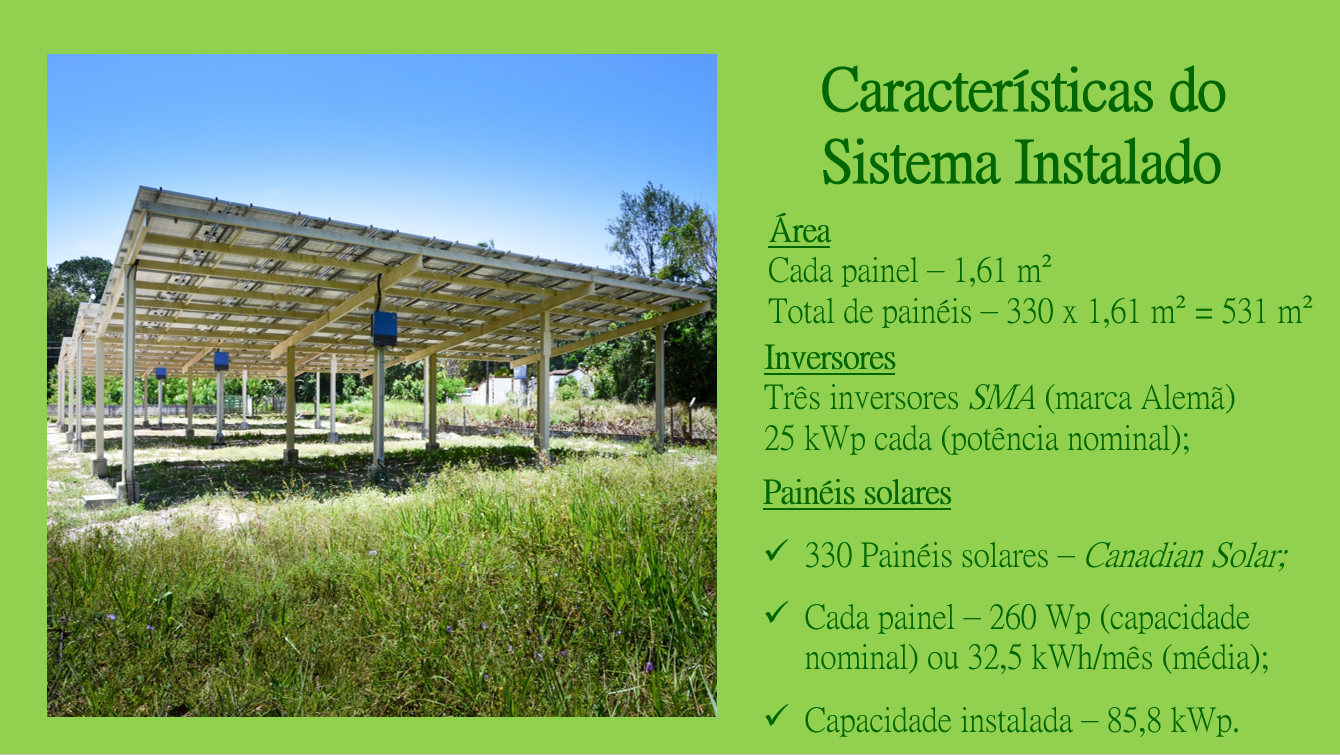 Características do
Sistema Instalado
Área
Cada painel – 1,61 m²
Total de painéis – 330 x 1,61 m² = 531 m²
Inversores
Três inversores SMA (marca Alemã)
25 kWp cada (potência nominal);
Painéis solares
✓ 330 Painéis solares – Canadian Solar;
✓ Cada painel – 260 Wp (capacidade
nominal) ou 32,5 kWh/mês (média);
✓ Capacidade instalada – 85,8 kWp.